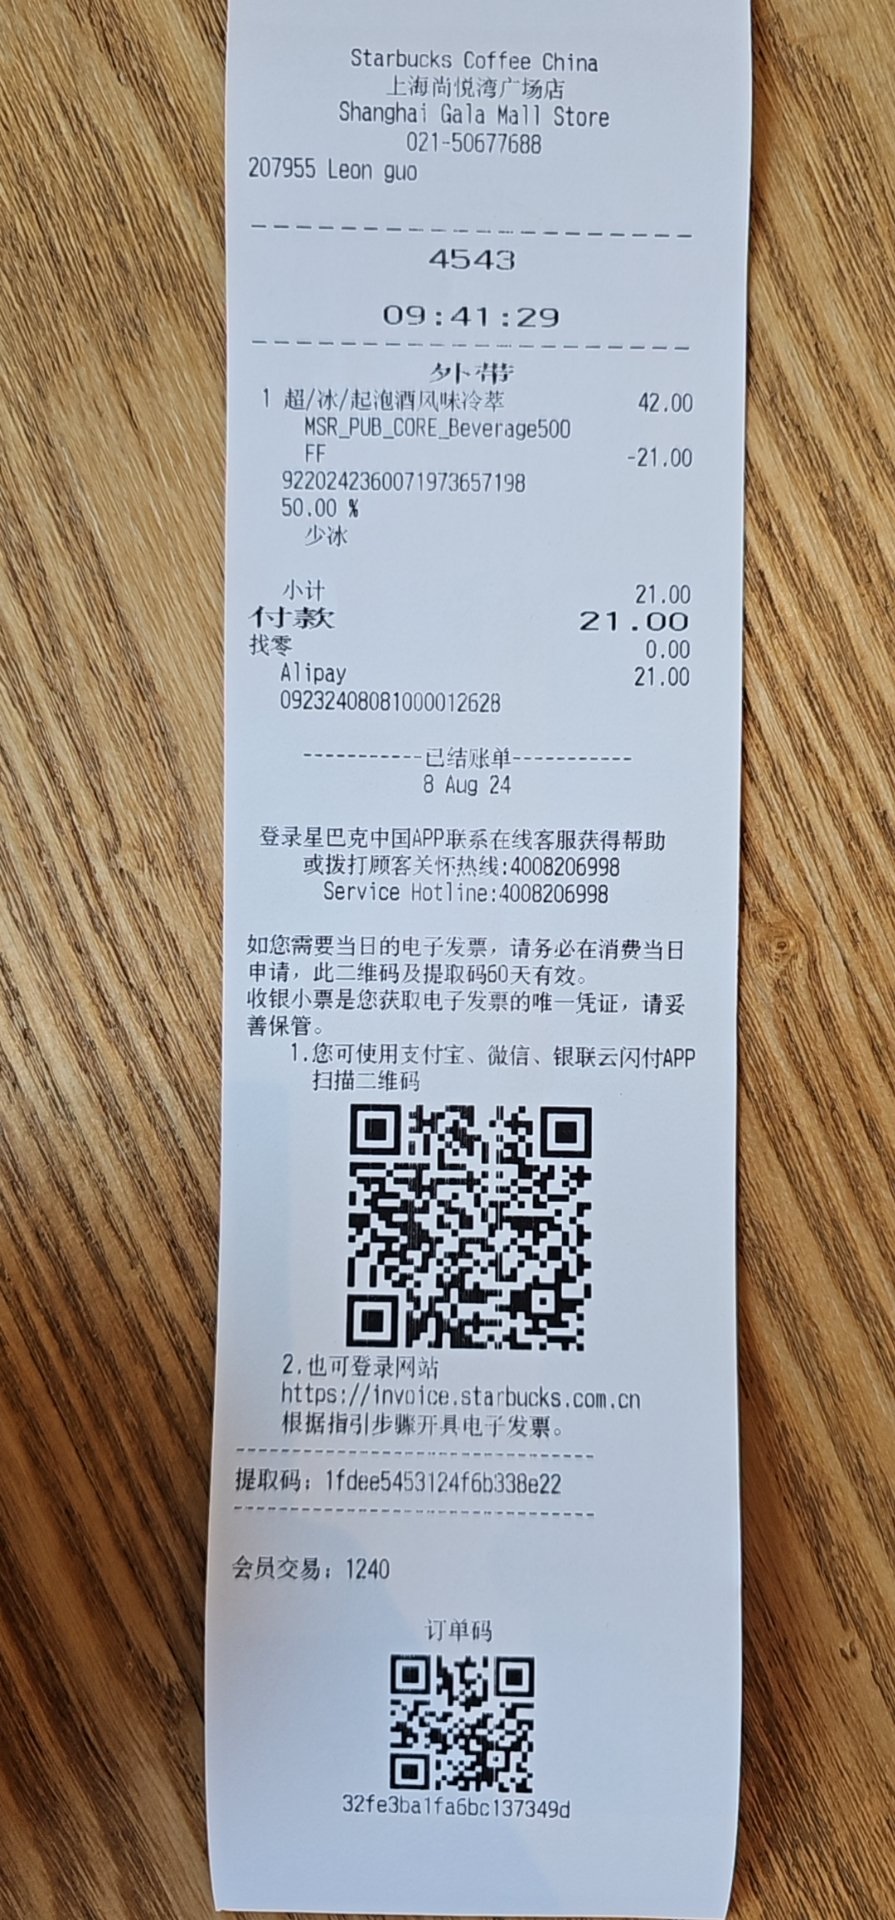 Starbucks Coffee China
上海尚悦湾广场店
Shanghai Gala Mall Store
021-50677688
207955 Leon guo
4543
09:41:29
外带
1 超/冰/起泡酒风味冷萃 42.00
MSR_PUB_CORE_Beverage500
FF -21.00
9220242360071973657198
50.00 %
少冰
小计 21.00
付款 21.00
找零 0.00
Alipay 21.00
09232408081000012628
-----------已结账单-----------
8 Aug 24
登录星巴克中国APP联系在线客服获得帮助
或拨打顾客关怀热线:4008206998
Service Hotline:4008206998
如您需要当日的电子发票，请务必在消费当日
申请，此二维码及提取码60天有效。
收银小票是您获取电子发票的唯一凭证，请妥
善保管。
1.您可使用支付宝、微信、银联云闪付APP
扫描二维码
2.也可登录网站
https://invoice.starbucks.com.cn
根据指引步骤开具电子发票。
提取码：1fdee5453124f6b338e22
会员交易：1240
订单码
32fe3ba1fa6bc137349d